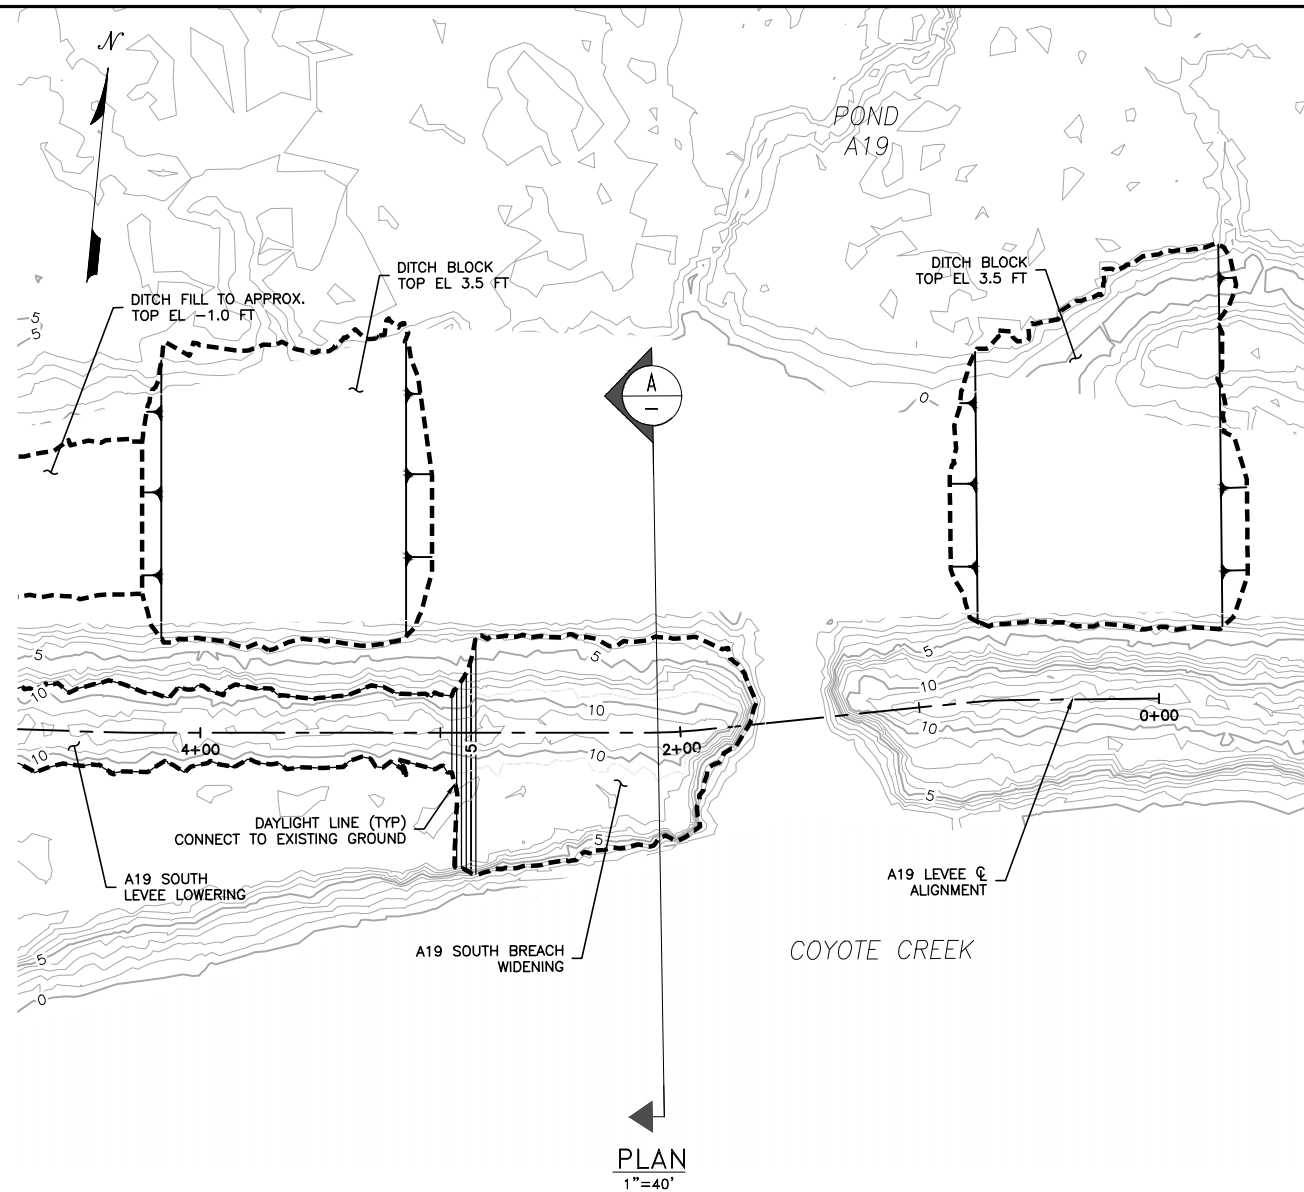 N
POND
A19
DITCH BLOCK
TOP EL 3.5 FT
DITCH BLOCK
TOP EL 3.5 FT
DITCH FILL TO APPROX.
TOP EL -1.0 FT
5
5
A
—
0
5
5
5
10
10
10
10
4+00
5
2+00
10
10
0+00
5
5
DAYLIGHT LINE (TYP)
CONNECT TO EXISTING GROUND
A19 SOUTH
LEVEE LOWERING
A19 LEVEE ℄
ALIGNMENT
A19 SOUTH BREACH
WIDENING
COYOTE CREEK
5
0
PLAN
1"=40'